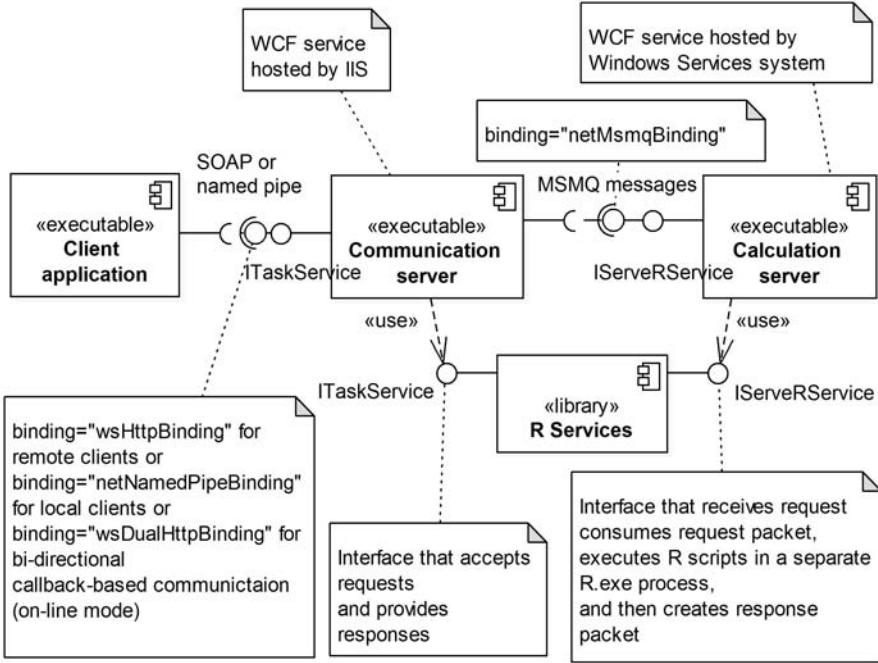 WCF service
hosted by IIS
WCF service hosted by
Windows Services system
binding="netMsmqBinding"
SOAP or
named pipe
MSMQ messages
«executable»
Client
application
ITaskService
«executable»
Communication
server
IServeRService
«executable»
Calculation
server
«use»
«use»
ITaskService
«library»
R Services
IServeRService
binding="wsHttpBinding" for
remote clients or
binding="netNamedPipeBinding"
for local clients or
binding="wsDualHttpBinding" for
bi-directional
callback-based communictaion
(on-line mode)
Interface that accepts
requests
and provides
responses
Interface that receives request
consumes request packet,
executes R scripts in a separate
R.exe process,
and then creates response
packet